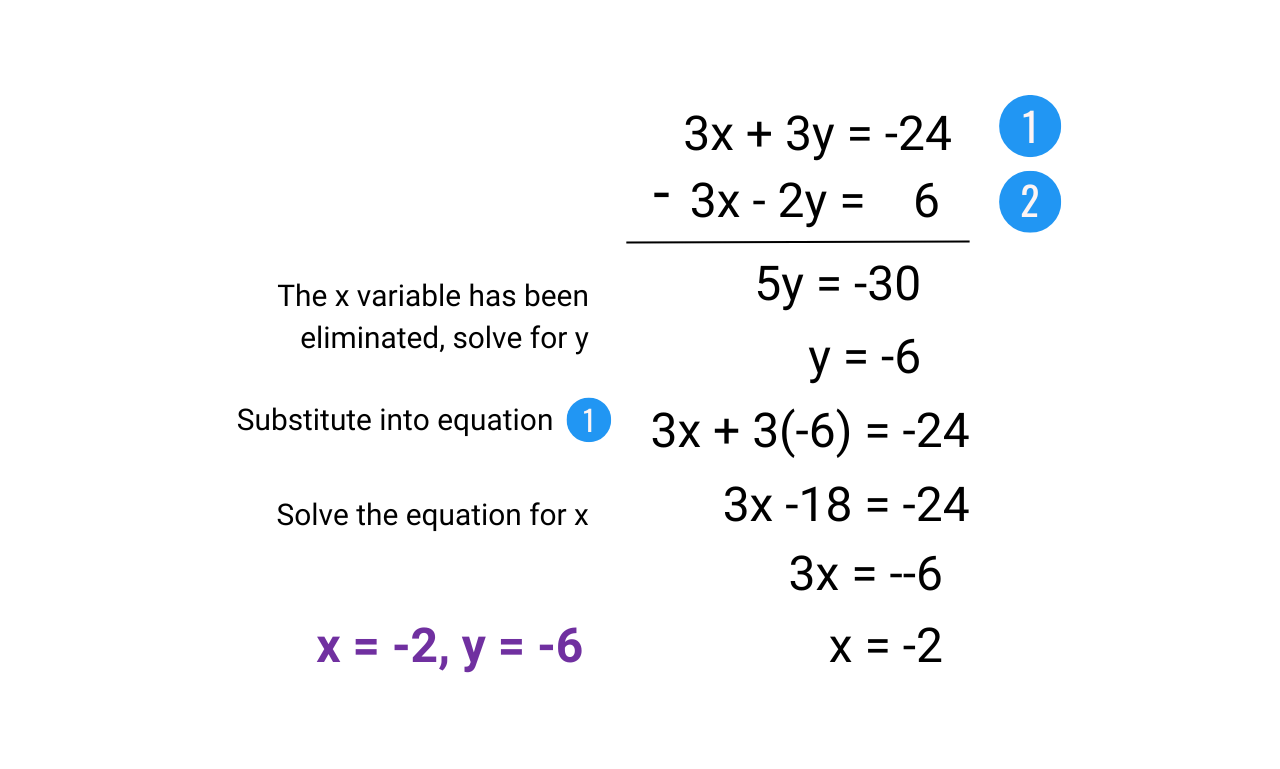 3x + 3y = -24 1
- 3x - 2y = 6 2
5y = -30
The x variable has been
eliminated, solve for y
y = -6
Substitute into equation 1 3x + 3(-6) = -24
3x -18 = -24
Solve the equation for x
3x = --6
x = -2, y = -6 x = -2